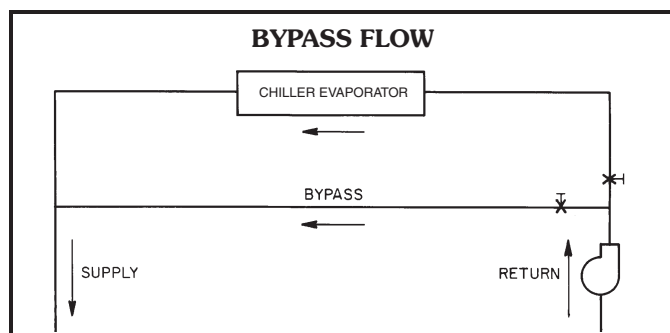 BYPASS FLOW
CHILLER EVAPORATOR
BYPASS
SUPPLY
RETURN